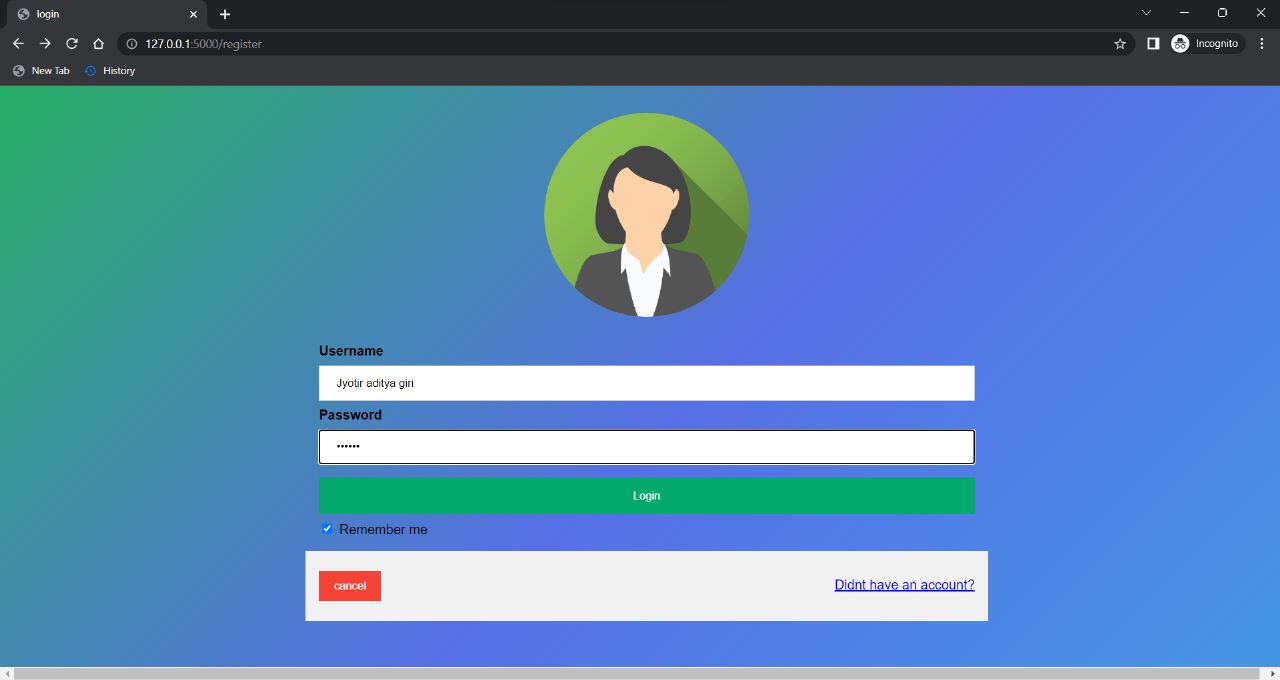 login
127.0.0.1:5000/register
Incognito
New Tab History
Username
Jyotir aditya giri
Password
••••••
Login
Remember me
cancel Didnt have an account?